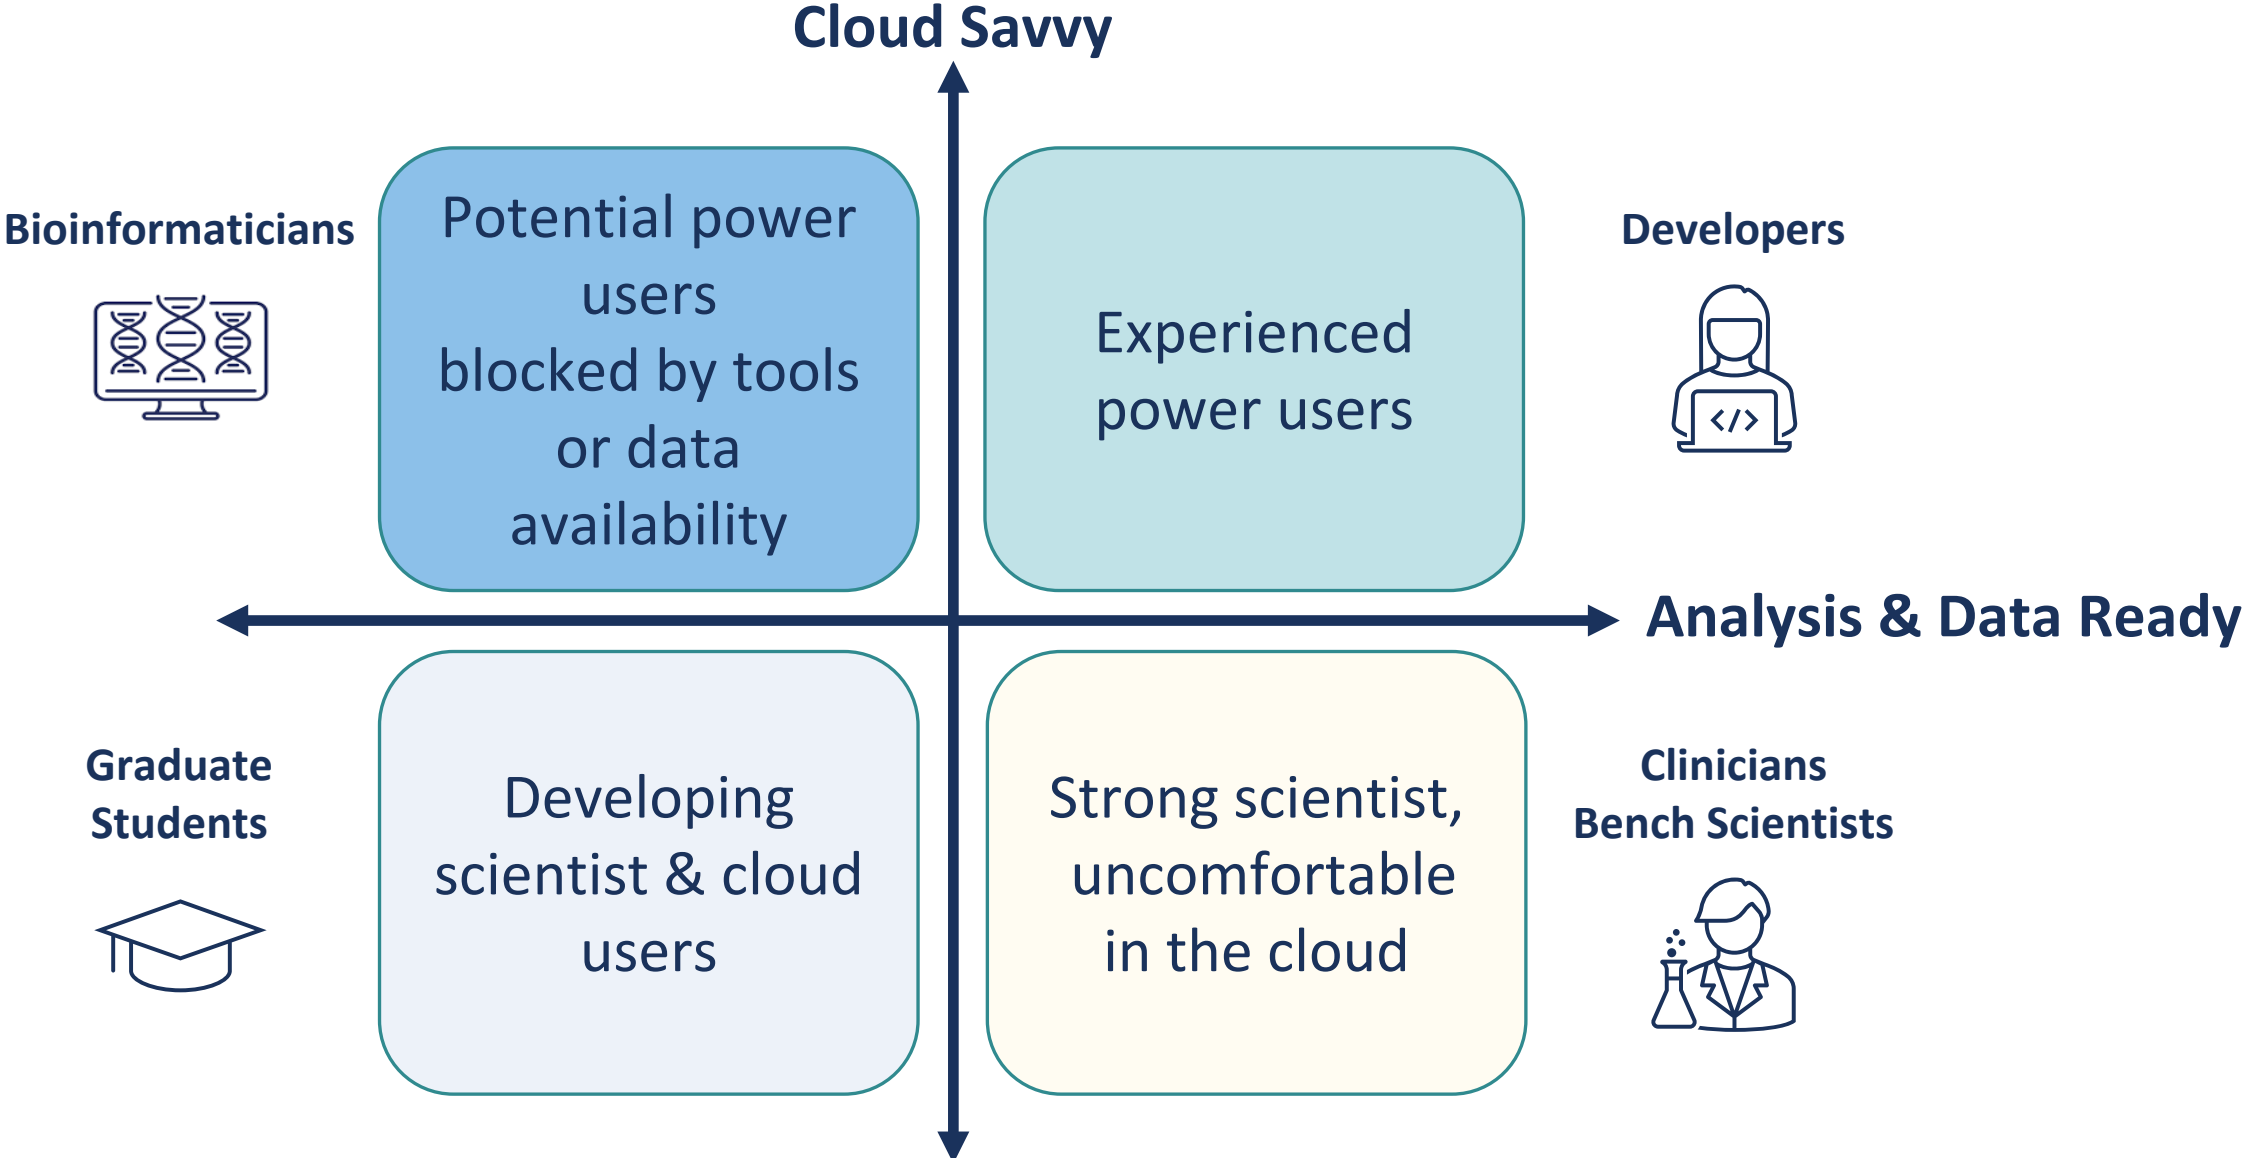 Cloud Savvy
Bioinformaticians
Potential power
users
blocked by tools
or data
availability
Experienced
power users
Developers
</>
Analysis & Data Ready
Graduate
Students
Developing
scientist & cloud
users
Strong scientist,
uncomfortable
in the cloud
Clinicians
Bench Scientists